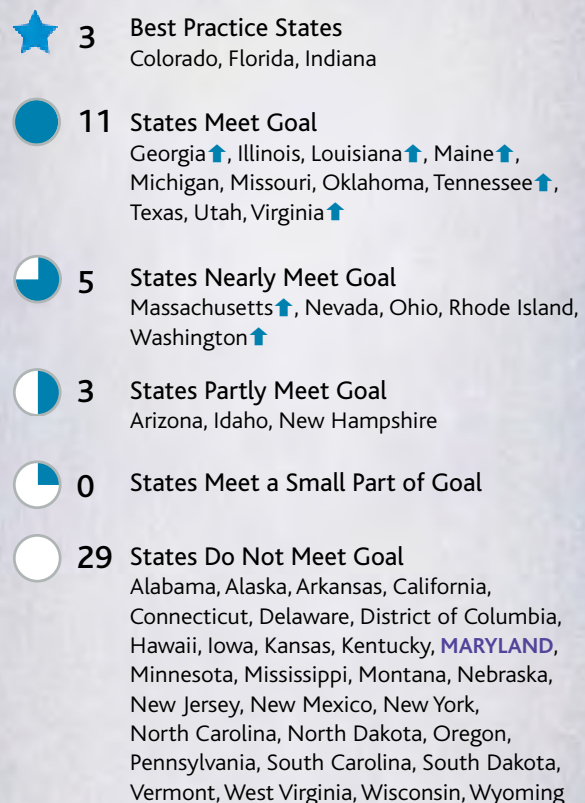 3 Best Practice States
Colorado, Florida, Indiana
11 States Meet Goal
Georgia⬆, Illinois, Louisiana⬆, Maine⬆,
Michigan, Missouri, Oklahoma, Tennessee⬆,
Texas, Utah, Virginia⬆
5 States Nearly Meet Goal
Massachusetts⬆, Nevada, Ohio, Rhode Island,
Washington⬆
3 States Partly Meet Goal
Arizona, Idaho, New Hampshire
0 States Meet a Small Part of Goal
29 States Do Not Meet Goal
Alabama, Alaska, Arkansas, California,
Connecticut, Delaware, District of Columbia,
Hawaii, Iowa, Kansas, Kentucky, MARYLAND,
Minnesota, Mississippi, Montana, Nebraska,
New Jersey, New Mexico, New York,
North Carolina, North Dakota, Oregon,
Pennsylvania, South Carolina, South Dakota,
Vermont, West Virginia, Wisconsin, Wyoming